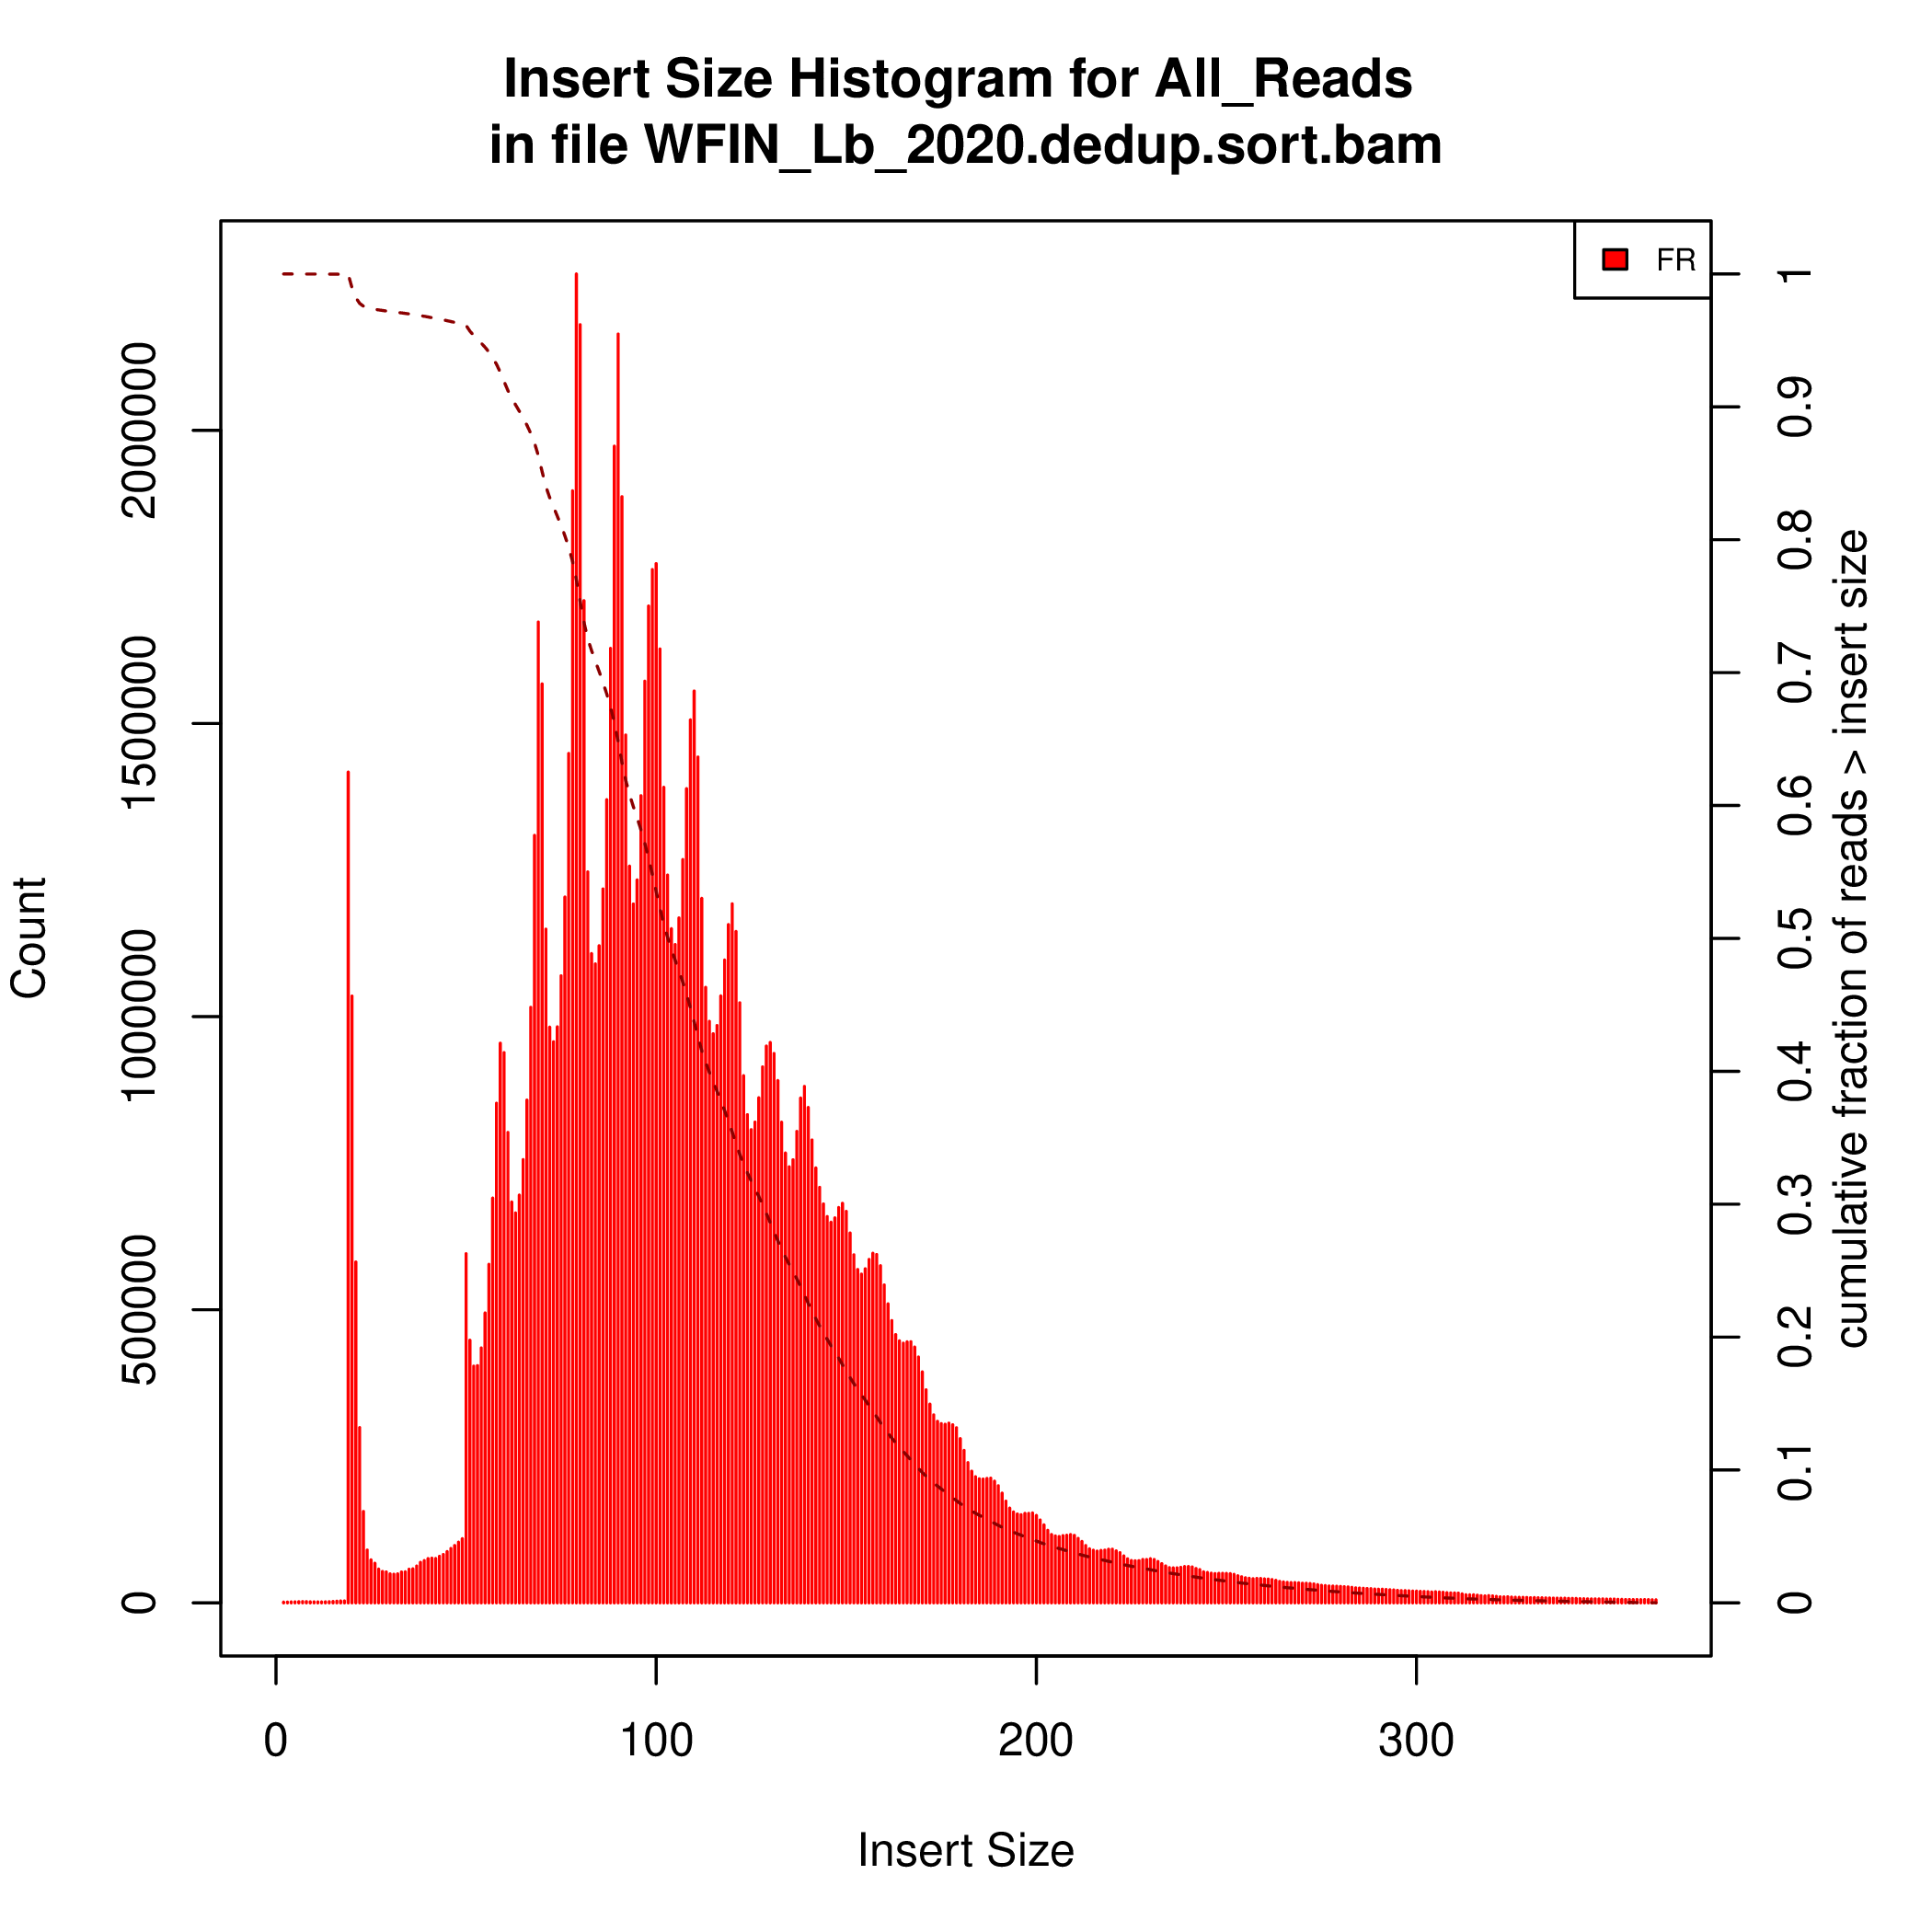 Insert Size Histogram for All_Reads
in file WFIN_Lb_2020.dedup.sort.bam
FR
Count
0
500000
1000000
1500000
2000000
0
0.1
0.2
0.3
0.4
0.5
0.6
0.7
0.8
0.9
1
cumulative fraction of reads > insert size
0 100 200 300
Insert Size